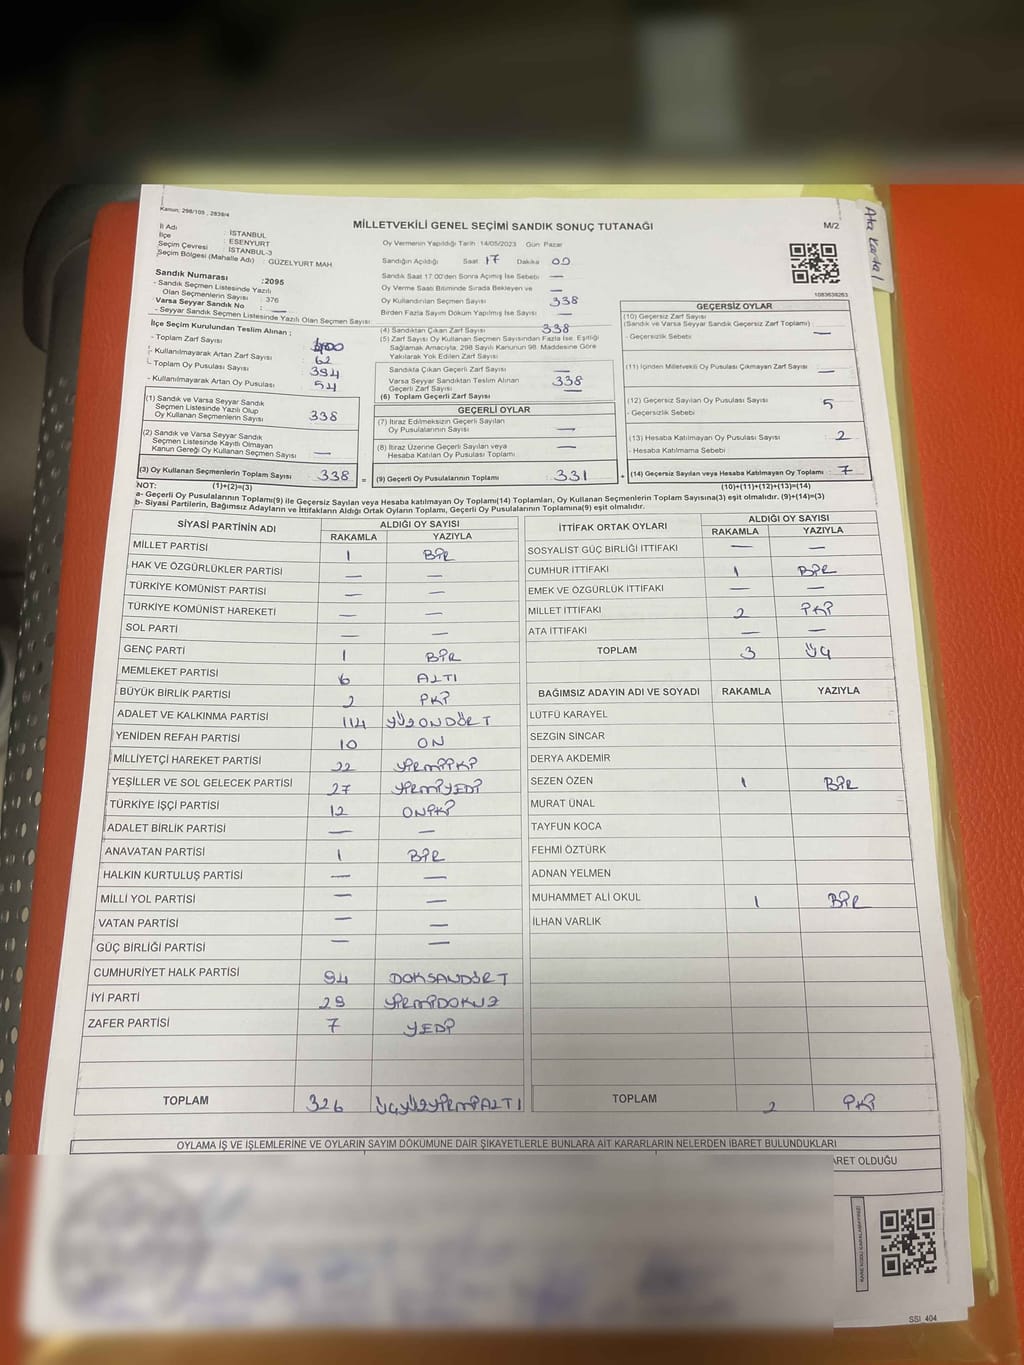 Kanun: 298/105 , 2839/4
MİLLETVEKİLİ GENEL SEÇİMİ SANDIK SONUÇ TUTANAĞI
M/2
Ata Kartal
İl Adı : İSTANBUL
İlçe : ESENYURT
Seçim Çevresi : İSTANBUL-3
Seçim Bölgesi (Mahalle Adı) : GÜZELYURT MAH.
Oy Vermenin Yapıldığı Tarih : 14/05/2023 Gün Pazar
Sandığın Açıldığı Saat 17 Dakika 00
Sandık Saat 17:00'den Sonra Açılmış İse Sebebi —
Oy Verme Saati Bitiminde Sırada Bekleyen ve —
Oy Kullandırılan Seçmen Sayısı 338
Birden Fazla Sayım Döküm Yapılmış İse Sayısı —
1083638263
Sandık Numarası :2095
- Sandık Seçmen Listesinde Yazılı
Olan Seçmenlerin Sayısı : 376
Varsa Seyyar Sandık No : —
- Seyyar Sandık Seçmen Listesinde Yazılı Olan Seçmen Sayısı
İlçe Seçim Kurulundan Teslim Alınan :
- Toplam Zarf Sayısı 400
- Kullanılmayarak Artan Zarf Sayısı 62
- Toplam Oy Pusulası Sayısı 394
- Kullanılmayarak Artan Oy Pusulası 54
(1) Sandık ve Varsa Seyyar Sandık
Seçmen Listesinde Yazılı Olup
Oy Kullanan Seçmenlerin Sayısı 338
(2) Sandık ve Varsa Seyyar Sandık
Seçmen Listesinde Kayıtlı Olmayan
Kanun Gereği Oy Kullanan Seçmen Sayısı —
(3) Oy Kullanan Seçmenlerin Toplam Sayısı 338
(1)+(2)=(3)
(4) Sandıktan Çıkan Zarf Sayısı 338
(5) Zarf Sayısı Oy Kullanan Seçmen Sayısından Fazla İse; Eşitliği
Sağlamak Amacıyla, 298 Sayılı Kanunun 98. Maddesine Göre
Yakılarak Yok Edilen Zarf Sayısı
Sandıkta Çıkan Geçerli Zarf Sayısı —
Varsa Seyyar Sandıktan Teslim Alınan
Geçerli Zarf Sayısı 338
(6) Toplam Geçerli Zarf Sayısı
GEÇERLİ OYLAR
(7) İtiraz Edilmeksizin Geçerli Sayılan
Oy Pusulalarının Sayısı —
(8) İtiraz Üzerine Geçerli Sayılan veya
Hesaba Katılan Oy Pusulası Toplamı —
= (9) Geçerli Oy Pusulalarının Toplamı 331 +
GEÇERSİZ OYLAR
(10) Geçersiz Zarf Sayısı
(Sandık ve Varsa Seyyar Sandık Geçersiz Zarf Toplamı) : —
- Geçersizlik Sebebi
(11) İçinden Milletvekili Oy Pusulası Çıkmayan Zarf Sayısı —
(12) Geçersiz Sayılan Oy Pusulası Sayısı 5
- Geçersizlik Sebebi
(13) Hesaba Katılmayan Oy Pusulası Sayısı 2
- Hesaba Katılmama Sebebi
(14) Geçersiz Sayılan veya Hesaba Katılmayan Oy Toplamı : 7
(10)+(11)+(12)+(13)=(14)
NOT:
a- Geçerli Oy Pusulalarının Toplamı(9) ile Geçersiz Sayılan veya Hesaba katılmayan Oy Toplamı(14) Toplamları, Oy Kullanan Seçmenlerin Toplam Sayısına(3) eşit olmalıdır. (9)+(14)=(3)
b- Siyasi Partilerin, Bağımsız Adayların ve İttifakların Aldığı Ortak Oyların Toplamı, Geçerli Oy Pusulalarının Toplamına(9) eşit olmalıdır.
SİYASİ PARTİNİN ADI ALDIĞI OY SAYISI
RAKAMLA YAZIYLA
MİLLET PARTİSİ 1 BİR
HAK VE ÖZGÜRLÜKLER PARTİSİ — —
TÜRKİYE KOMÜNİST PARTİSİ — —
TÜRKİYE KOMÜNİST HAREKETİ — —
SOL PARTİ — —
GENÇ PARTİ 1 BİR
MEMLEKET PARTİSİ 6 ALTI
BÜYÜK BİRLİK PARTİSİ 2 İKİ
ADALET VE KALKINMA PARTİSİ 114 YÜZONDÖRT
YENİDEN REFAH PARTİSİ 10 ON
MİLLİYETÇİ HAREKET PARTİSİ 22 YİRMİİKİ
YEŞİLLER VE SOL GELECEK PARTİSİ 27 YİRMİYEDİ
TÜRKİYE İŞÇİ PARTİSİ 12 ONİKİ
ADALET BİRLİK PARTİSİ — —
ANAVATAN PARTİSİ 1 BİR
HALKIN KURTULUŞ PARTİSİ — —
MİLLİ YOL PARTİSİ — —
VATAN PARTİSİ — —
GÜÇ BİRLİĞİ PARTİSİ — —
CUMHURİYET HALK PARTİSİ 94 DOKSANDÖRT
İYİ PARTİ 29 YİRMİDOKUZ
ZAFER PARTİSİ 7 YEDİ
TOPLAM 326 ÜÇYÜZYİRMİALTI
İTTİFAK ORTAK OYLARI ALDIĞI OY SAYISI
RAKAMLA YAZIYLA
SOSYALİST GÜÇ BİRLİĞİ İTTİFAKI — —
CUMHUR İTTİFAKI 1 BİR
EMEK VE ÖZGÜRLÜK İTTİFAKI — —
MİLLET İTTİFAKI 2 İKİ
ATA İTTİFAKI — —
TOPLAM 3 ÜÇ
BAĞIMSIZ ADAYIN ADI VE SOYADI RAKAMLA YAZIYLA
LÜTFÜ KARAYEL
SEZGİN SİNCAR
DERYA AKDEMİR
SEZEN ÖZEN 1 BİR
MURAT ÜNAL
TAYFUN KOCA
FEHMİ ÖZTÜRK
ADNAN YELMEN
MUHAMMET ALİ OKUL 1 BİR
İLHAN VARLIK
TOPLAM 2 İKİ
OYLAMA İŞ VE İŞLEMLERİNE VE OYLARIN SAYIM DÖKÜMÜNE DAİR ŞİKAYETLERLE BUNLARA AİT KARARLARIN NELERDEN İBARET BULUNDUKLARI
ARET OLDUĞU
KARE KODU KARALAMAYINIZ!
SSİ 404